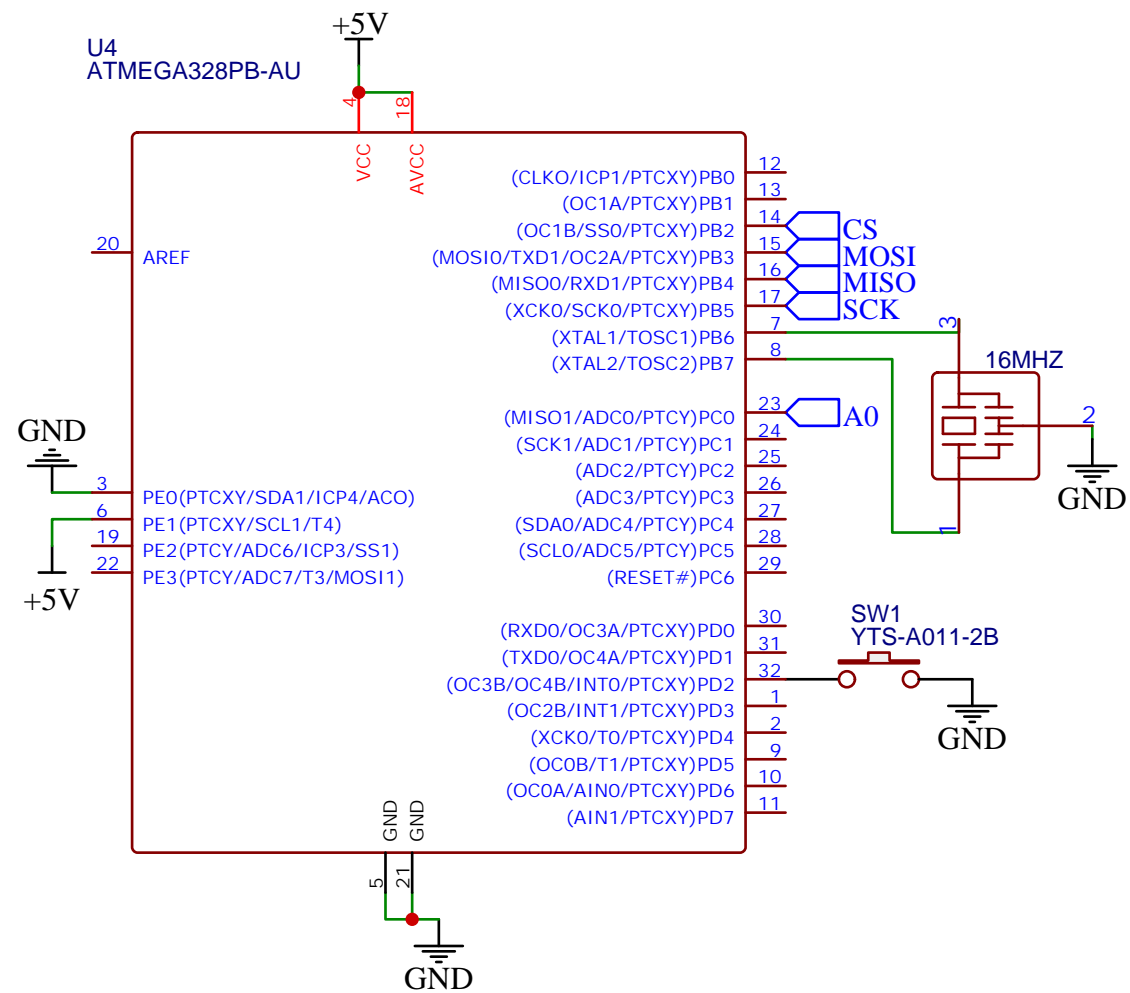 +5V
U4
ATMEGA328PB-AU
4
18
VCC
AVCC
20
AREF
(CLKO/ICP1/PTCXY)PB0
12
(OC1A/PTCXY)PB1
13
(OC1B/SS0/PTCXY)PB2
14
CS
(MOSI0/TXD1/OC2A/PTCXY)PB3
15
MOSI
(MISO0/RXD1/PTCXY)PB4
16
MISO
(XCK0/SCK0/PTCXY)PB5
17
SCK
(XTAL1/TOSC1)PB6
7
(XTAL2/TOSC2)PB7
8
3
16MHZ
2
GND
1
(MISO1/ADC0/PTCY)PC0
23
A0
(SCK1/ADC1/PTCY)PC1
24
(ADC2/PTCY)PC2
25
(ADC3/PTCY)PC3
26
(SDA0/ADC4/PTCY)PC4
27
(SCL0/ADC5/PTCY)PC5
28
(RESET#)PC6
29
GND
3
PE0(PTCXY/SDA1/ICP4/ACO)
6
PE1(PTCXY/SCL1/T4)
19
PE2(PTCY/ADC6/ICP3/SS1)
22
PE3(PTCY/ADC7/T3/MOSI1)
+5V
(RXD0/OC3A/PTCXY)PD0
30
(TXD0/OC4A/PTCXY)PD1
31
(OC3B/OC4B/INT0/PTCXY)PD2
32
SW1
YTS-A011-2B
GND
(OC2B/INT1/PTCXY)PD3
1
(XCK0/T0/PTCXY)PD4
2
(OC0B/T1/PTCXY)PD5
9
(OC0A/AIN0/PTCXY)PD6
10
(AIN1/PTCXY)PD7
11
GND
GND
5
21
GND